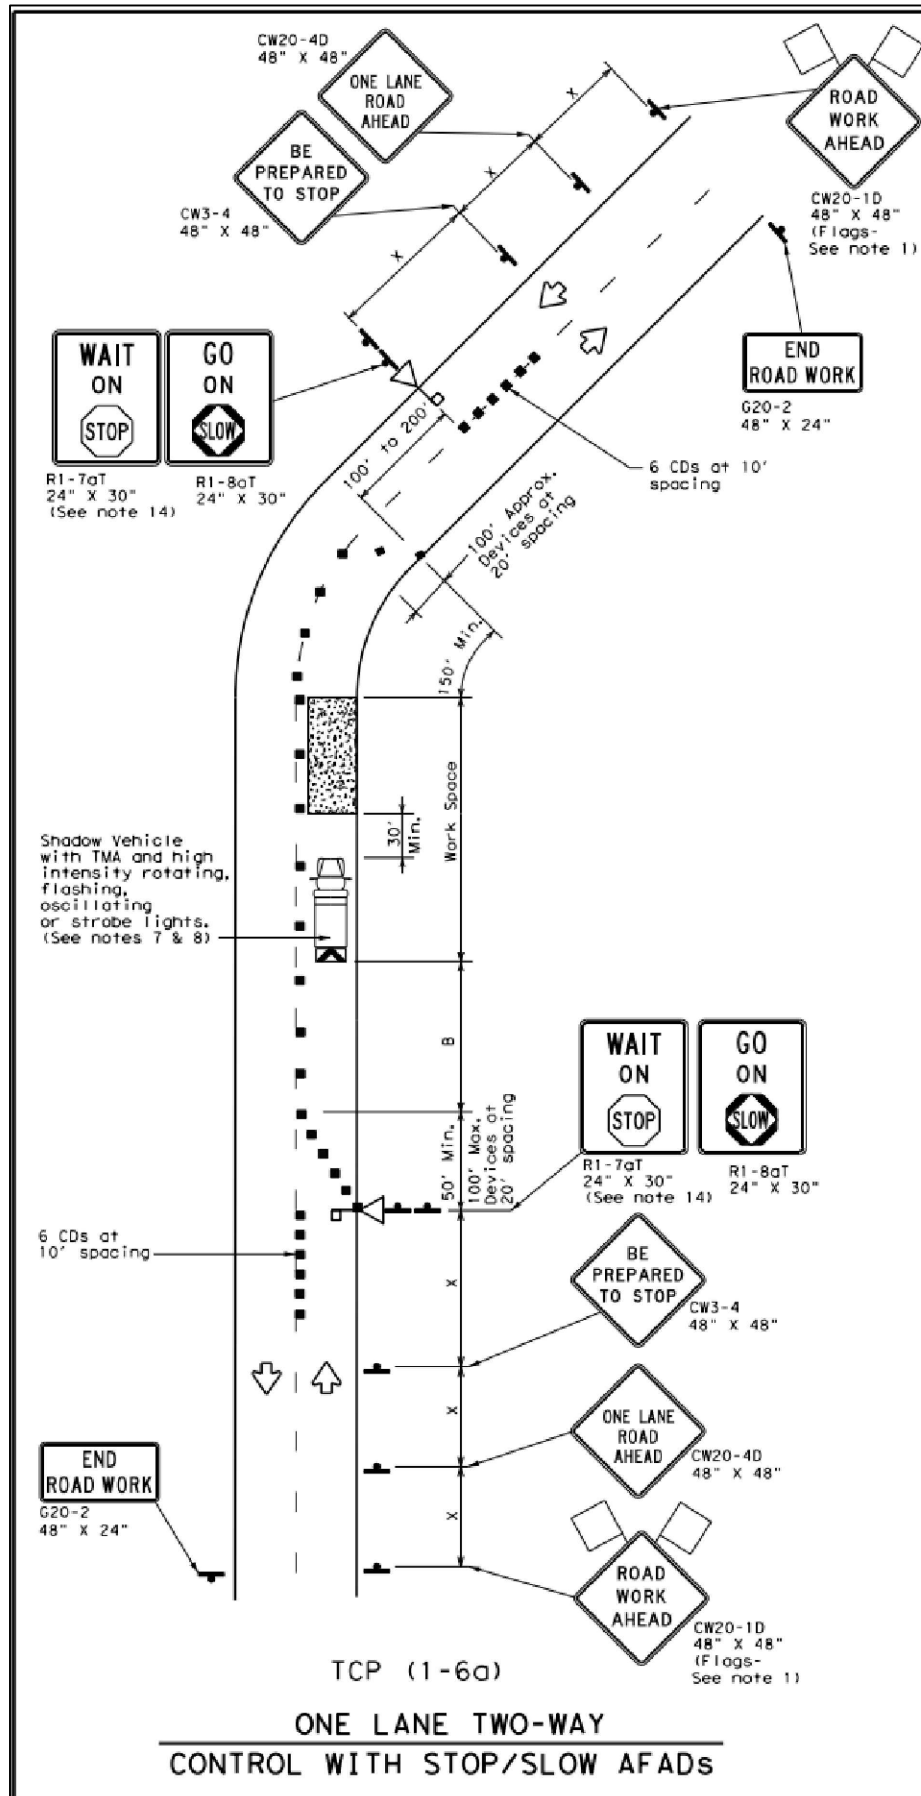 CW20-4D
48" X 48"
ONE LANE
ROAD
AHEAD
BE
PREPARED
TO STOP
CW3-4
48" X 48"
X
X
X
ROAD
WORK
AHEAD
CW20-1D
48" X 48"
(Flags-
See note 1)
WAIT
ON
STOP
GO
ON
SLOW
R1-7aT
24" X 30"
(See note 14)
R1-8aT
24" X 30"
END
ROAD WORK
G20-2
48" X 24"
100' to 200'
6 CDs at 10'
spacing
100' Approx.
Devices at
20' spacing
150' Min.
Work Space
30'
Min.
Shadow Vehicle
with TMA and high
intensity rotating,
flashing,
oscillating
or strobe lights.
(See notes 7 & 8)
B
50' Min.
100' Max.
Devices at
20' spacing
WAIT
ON
STOP
GO
ON
SLOW
R1-7aT
24" X 30"
(See note 14)
R1-8aT
24" X 30"
6 CDs at
10' spacing
X
BE
PREPARED
TO STOP
CW3-4
48" X 48"
X
ONE LANE
ROAD
AHEAD
CW20-4D
48" X 48"
END
ROAD WORK
G20-2
48" X 24"
X
ROAD
WORK
AHEAD
CW20-1D
48" X 48"
(Flags-
See note 1)
TCP (1-6a)
ONE LANE TWO-WAY
CONTROL WITH STOP/SLOW AFADs